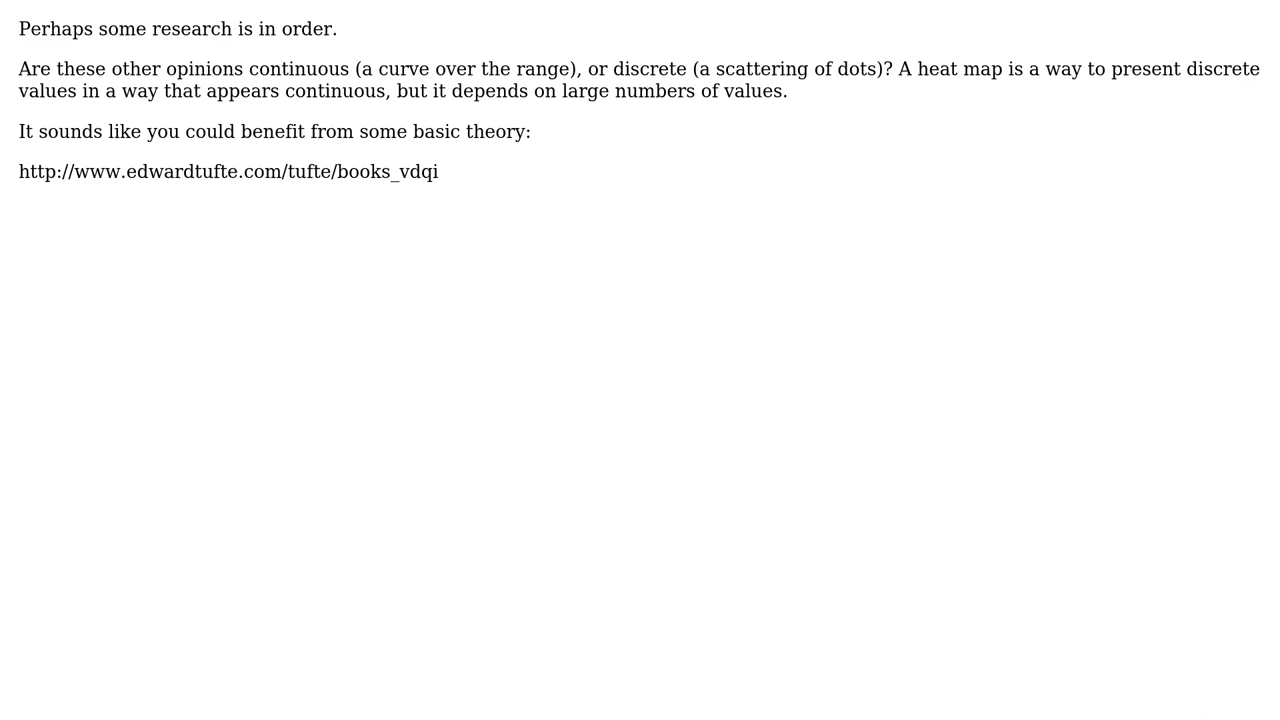 Perhaps some research is in order.
Are these other opinions continuous (a curve over the range), or discrete (a scattering of dots)? A heat map is a way to present discrete
values in a way that appears continuous, but it depends on large numbers of values.
It sounds like you could benefit from some basic theory:
http://www.edwardtufte.com/tufte/books_vdqi